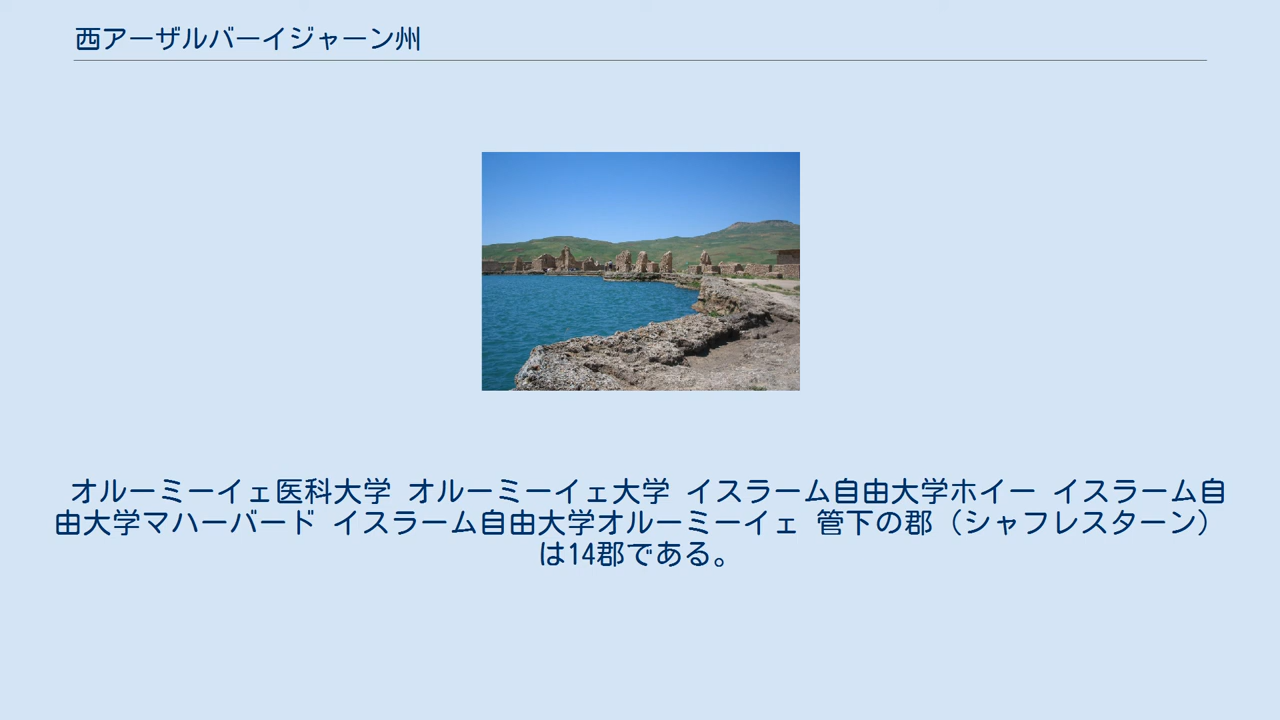 西アーザルバーイジャーン州
オルーミーイェ医科大学 オルーミーイェ大学 イスラーム自由大学ホイー イスラーム自
由大学マハーバード イスラーム自由大学オルーミーイェ 管下の郡（シャフレスターン）
は14郡である。